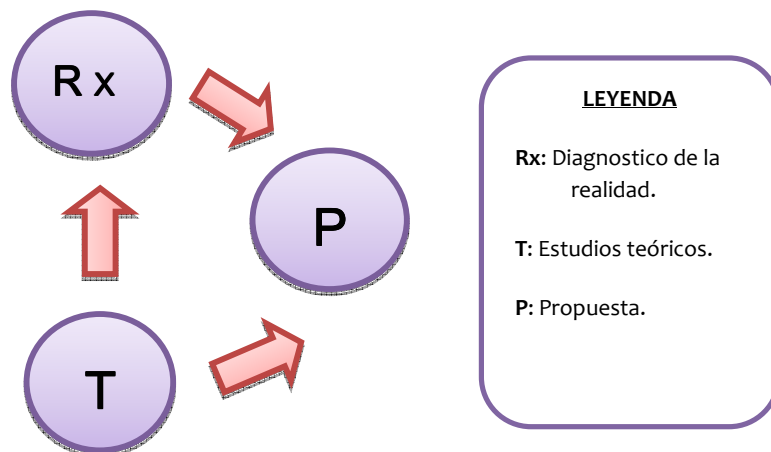 R x
LEYENDA
Rx: Diagnostico de la
realidad.
P
T: Estudios teóricos.
P: Propuesta.
T